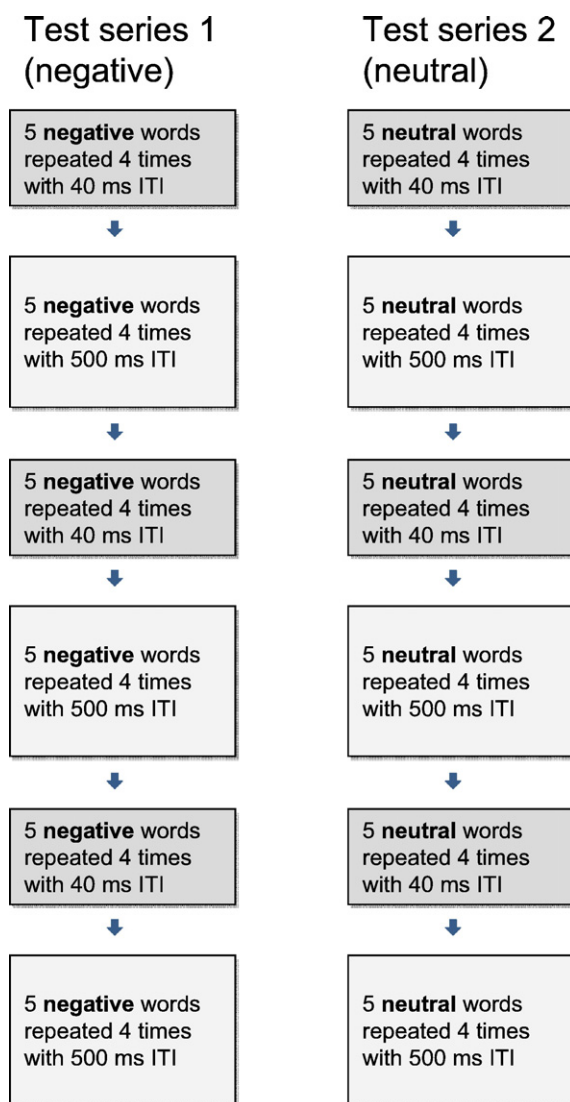 Test series 1
(negative)
5 negative words
repeated 4 times
with 40 ms ITI
5 negative words
repeated 4 times
with 500 ms ITI
5 negative words
repeated 4 times
with 40 ms ITI
5 negative words
repeated 4 times
with 500 ms ITI
5 negative words
repeated 4 times
with 40 ms ITI
5 negative words
repeated 4 times
with 500 ms ITI
Test series 2
(neutral)
5 neutral words
repeated 4 times
with 40 ms ITI
5 neutral words
repeated 4 times
with 500 ms ITI
5 neutral words
repeated 4 times
with 40 ms ITI
5 neutral words
repeated 4 times
with 500 ms ITI
5 neutral words
repeated 4 times
with 40 ms ITI
5 neutral words
repeated 4 times
with 500 ms ITI